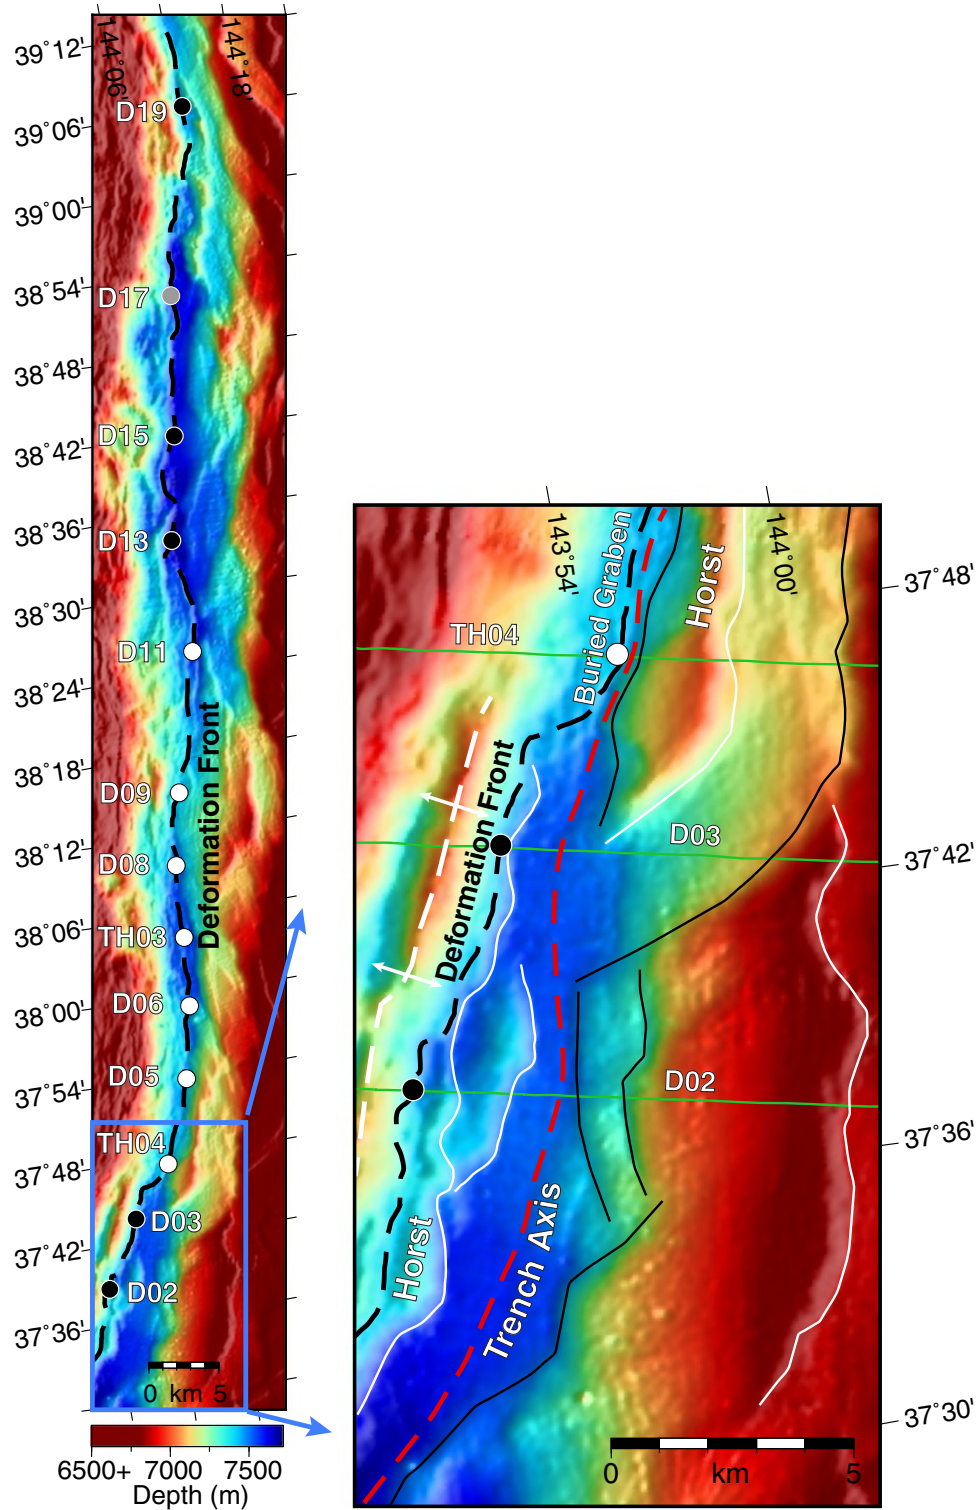 144°06'
144°18'
39°12'
39°06'
39°00'
38°54'
38°48'
38°42'
38°36'
38°30'
38°24'
38°18'
38°12'
38°06'
38°00'
37°54'
37°48'
37°42'
37°36'
D19
D17
D15
D13
D11
D09
D08
TH03
D06
D05
TH04
D03
D02
Deformation Front
0 km 5
6500+ 7000 7500
Depth (m)
143°54'
144°00'
37°48'
37°42'
37°36'
37°30'
Buried Graben
Horst
TH04
Deformation Front
D03
D02
Horst
Trench Axis
0 km 5